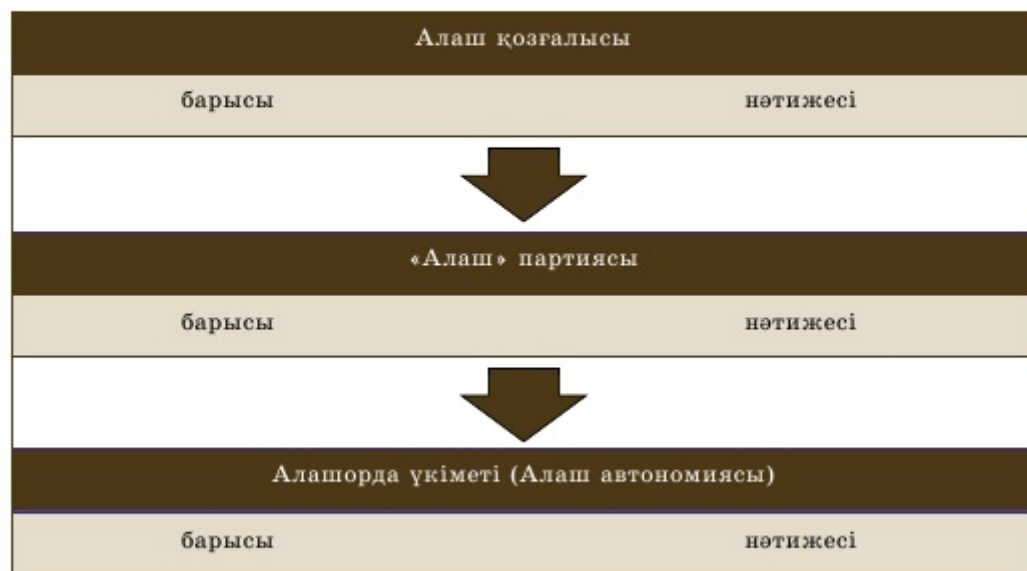 Алаш қозғалысы
барысы нәтижесі
«Алаш» партиясы
барысы нәтижесі
Алашорда үкіметі (Алаш автономиясы)
барысы нәтижесі